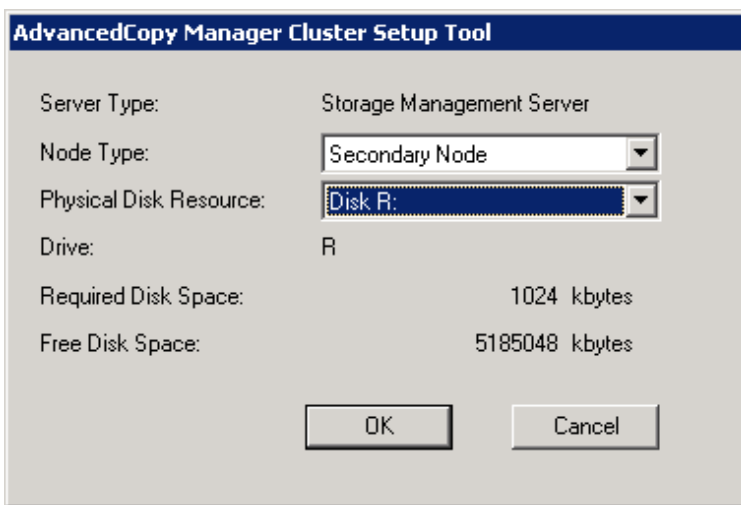 AdvancedCopy Manager Cluster Setup Tool
Server Type: Storage Management Server
Node Type: Secondary Node
Physical Disk Resource: Disk R:
Drive: R
Required Disk Space: 1024 kbytes
Free Disk Space: 5185048 kbytes
OK Cancel